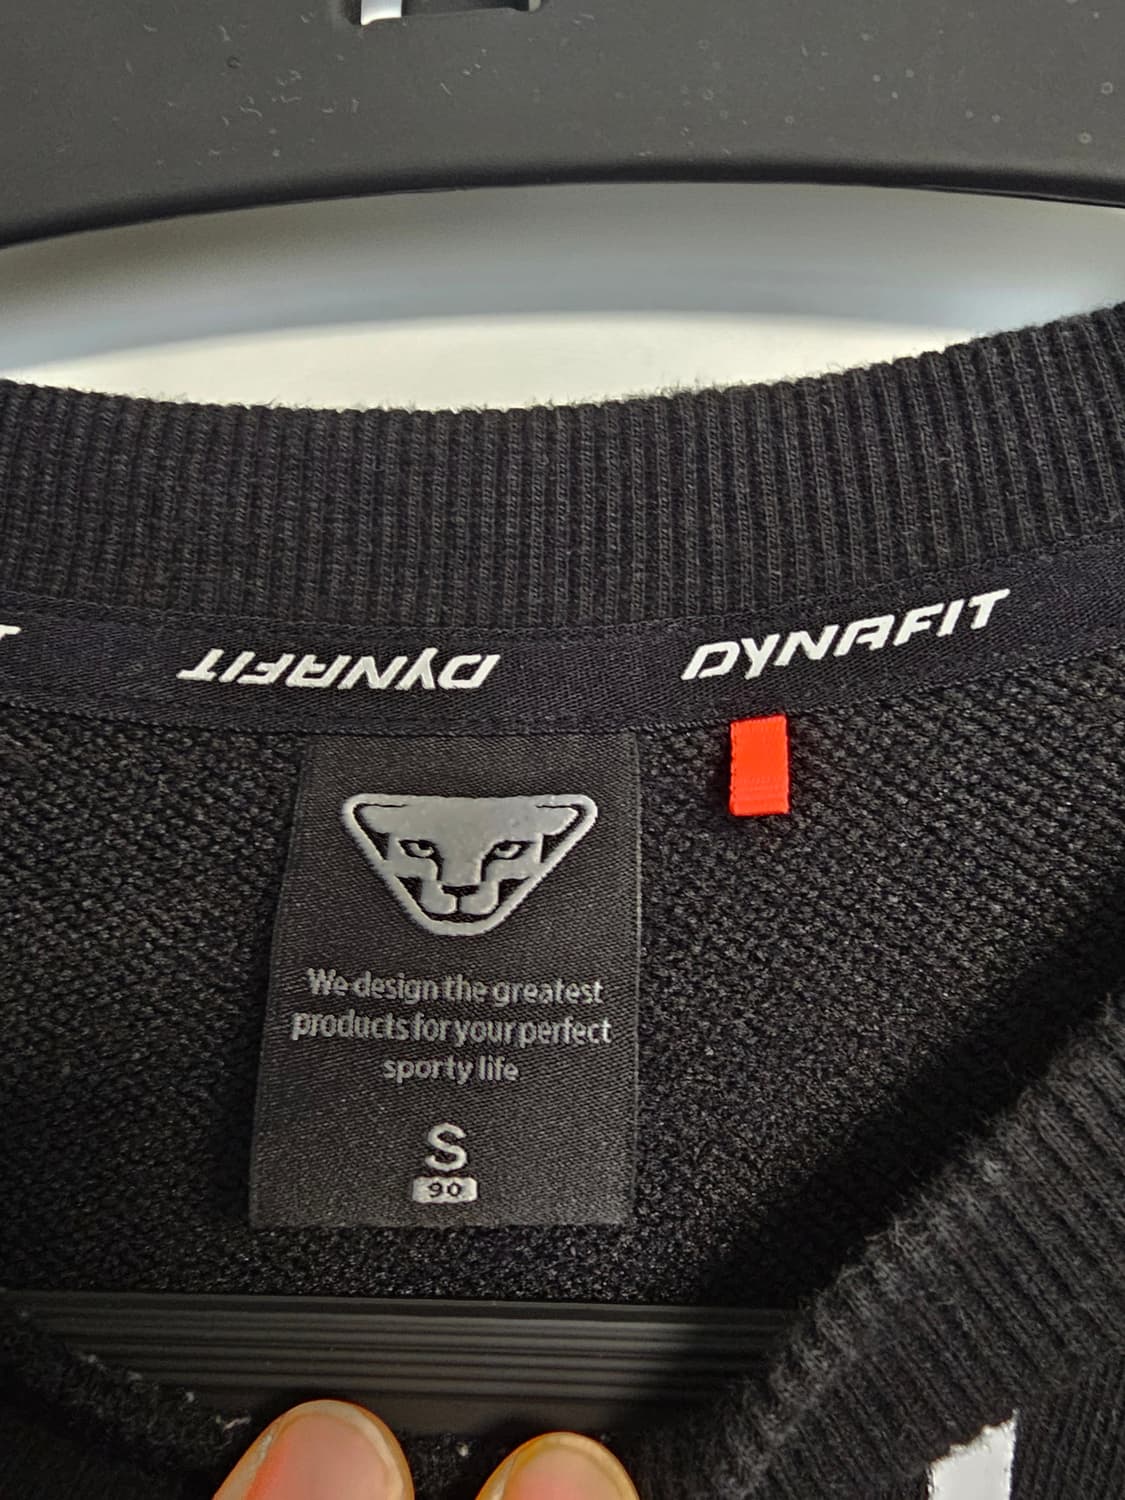 DYNAFIT
DYNAFIT
We design the greatest
products for your perfect
sporty life
S
90